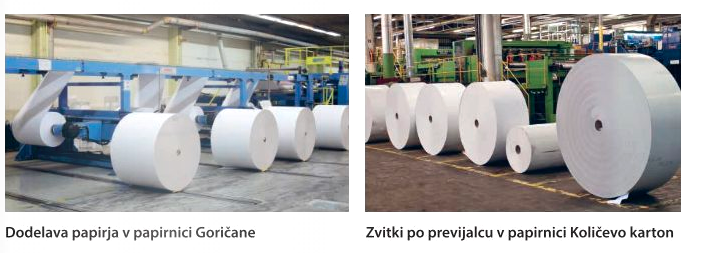 Dodelava papirja v papirnici Goričane
Zvitki po previjalcu v papirnici Količevo karton